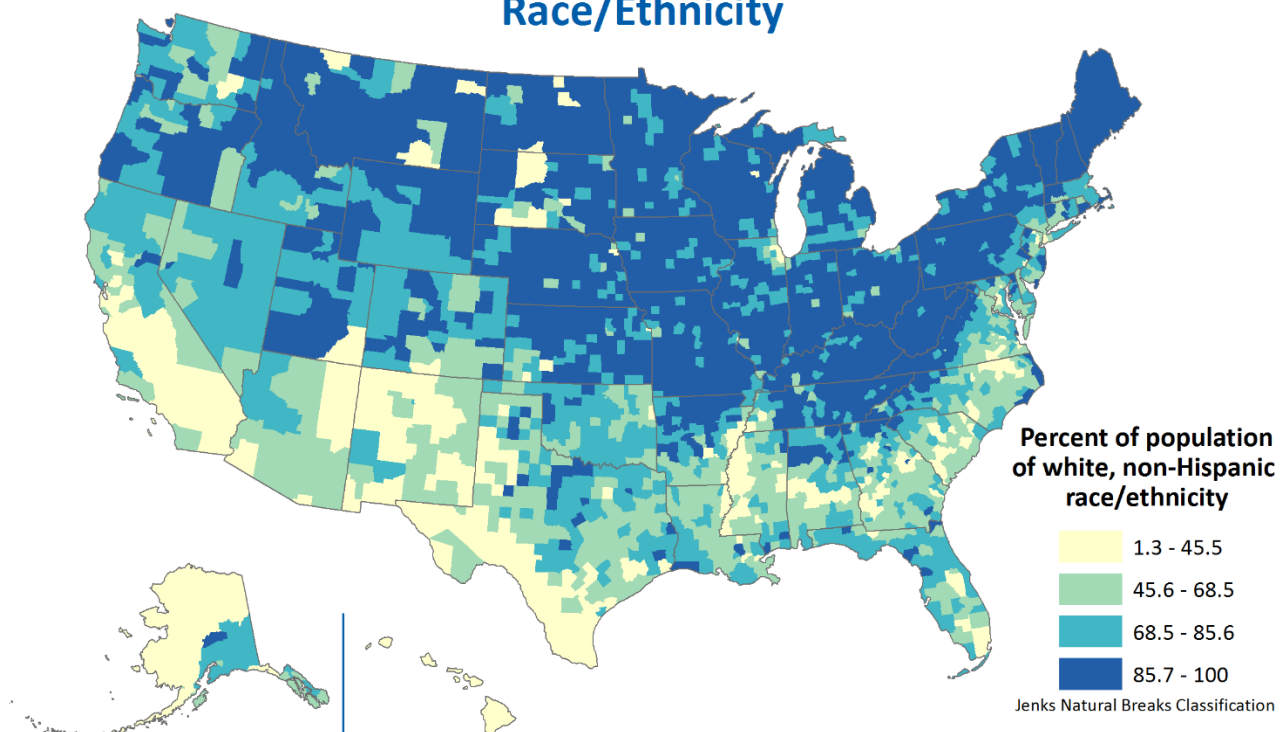 Race/Ethnicity
Percent of population
of white, non-Hispanic
race/ethnicity
1.3 - 45.5
45.6 - 68.5
68.5 - 85.6
85.7 - 100
Jenks Natural Breaks Classification